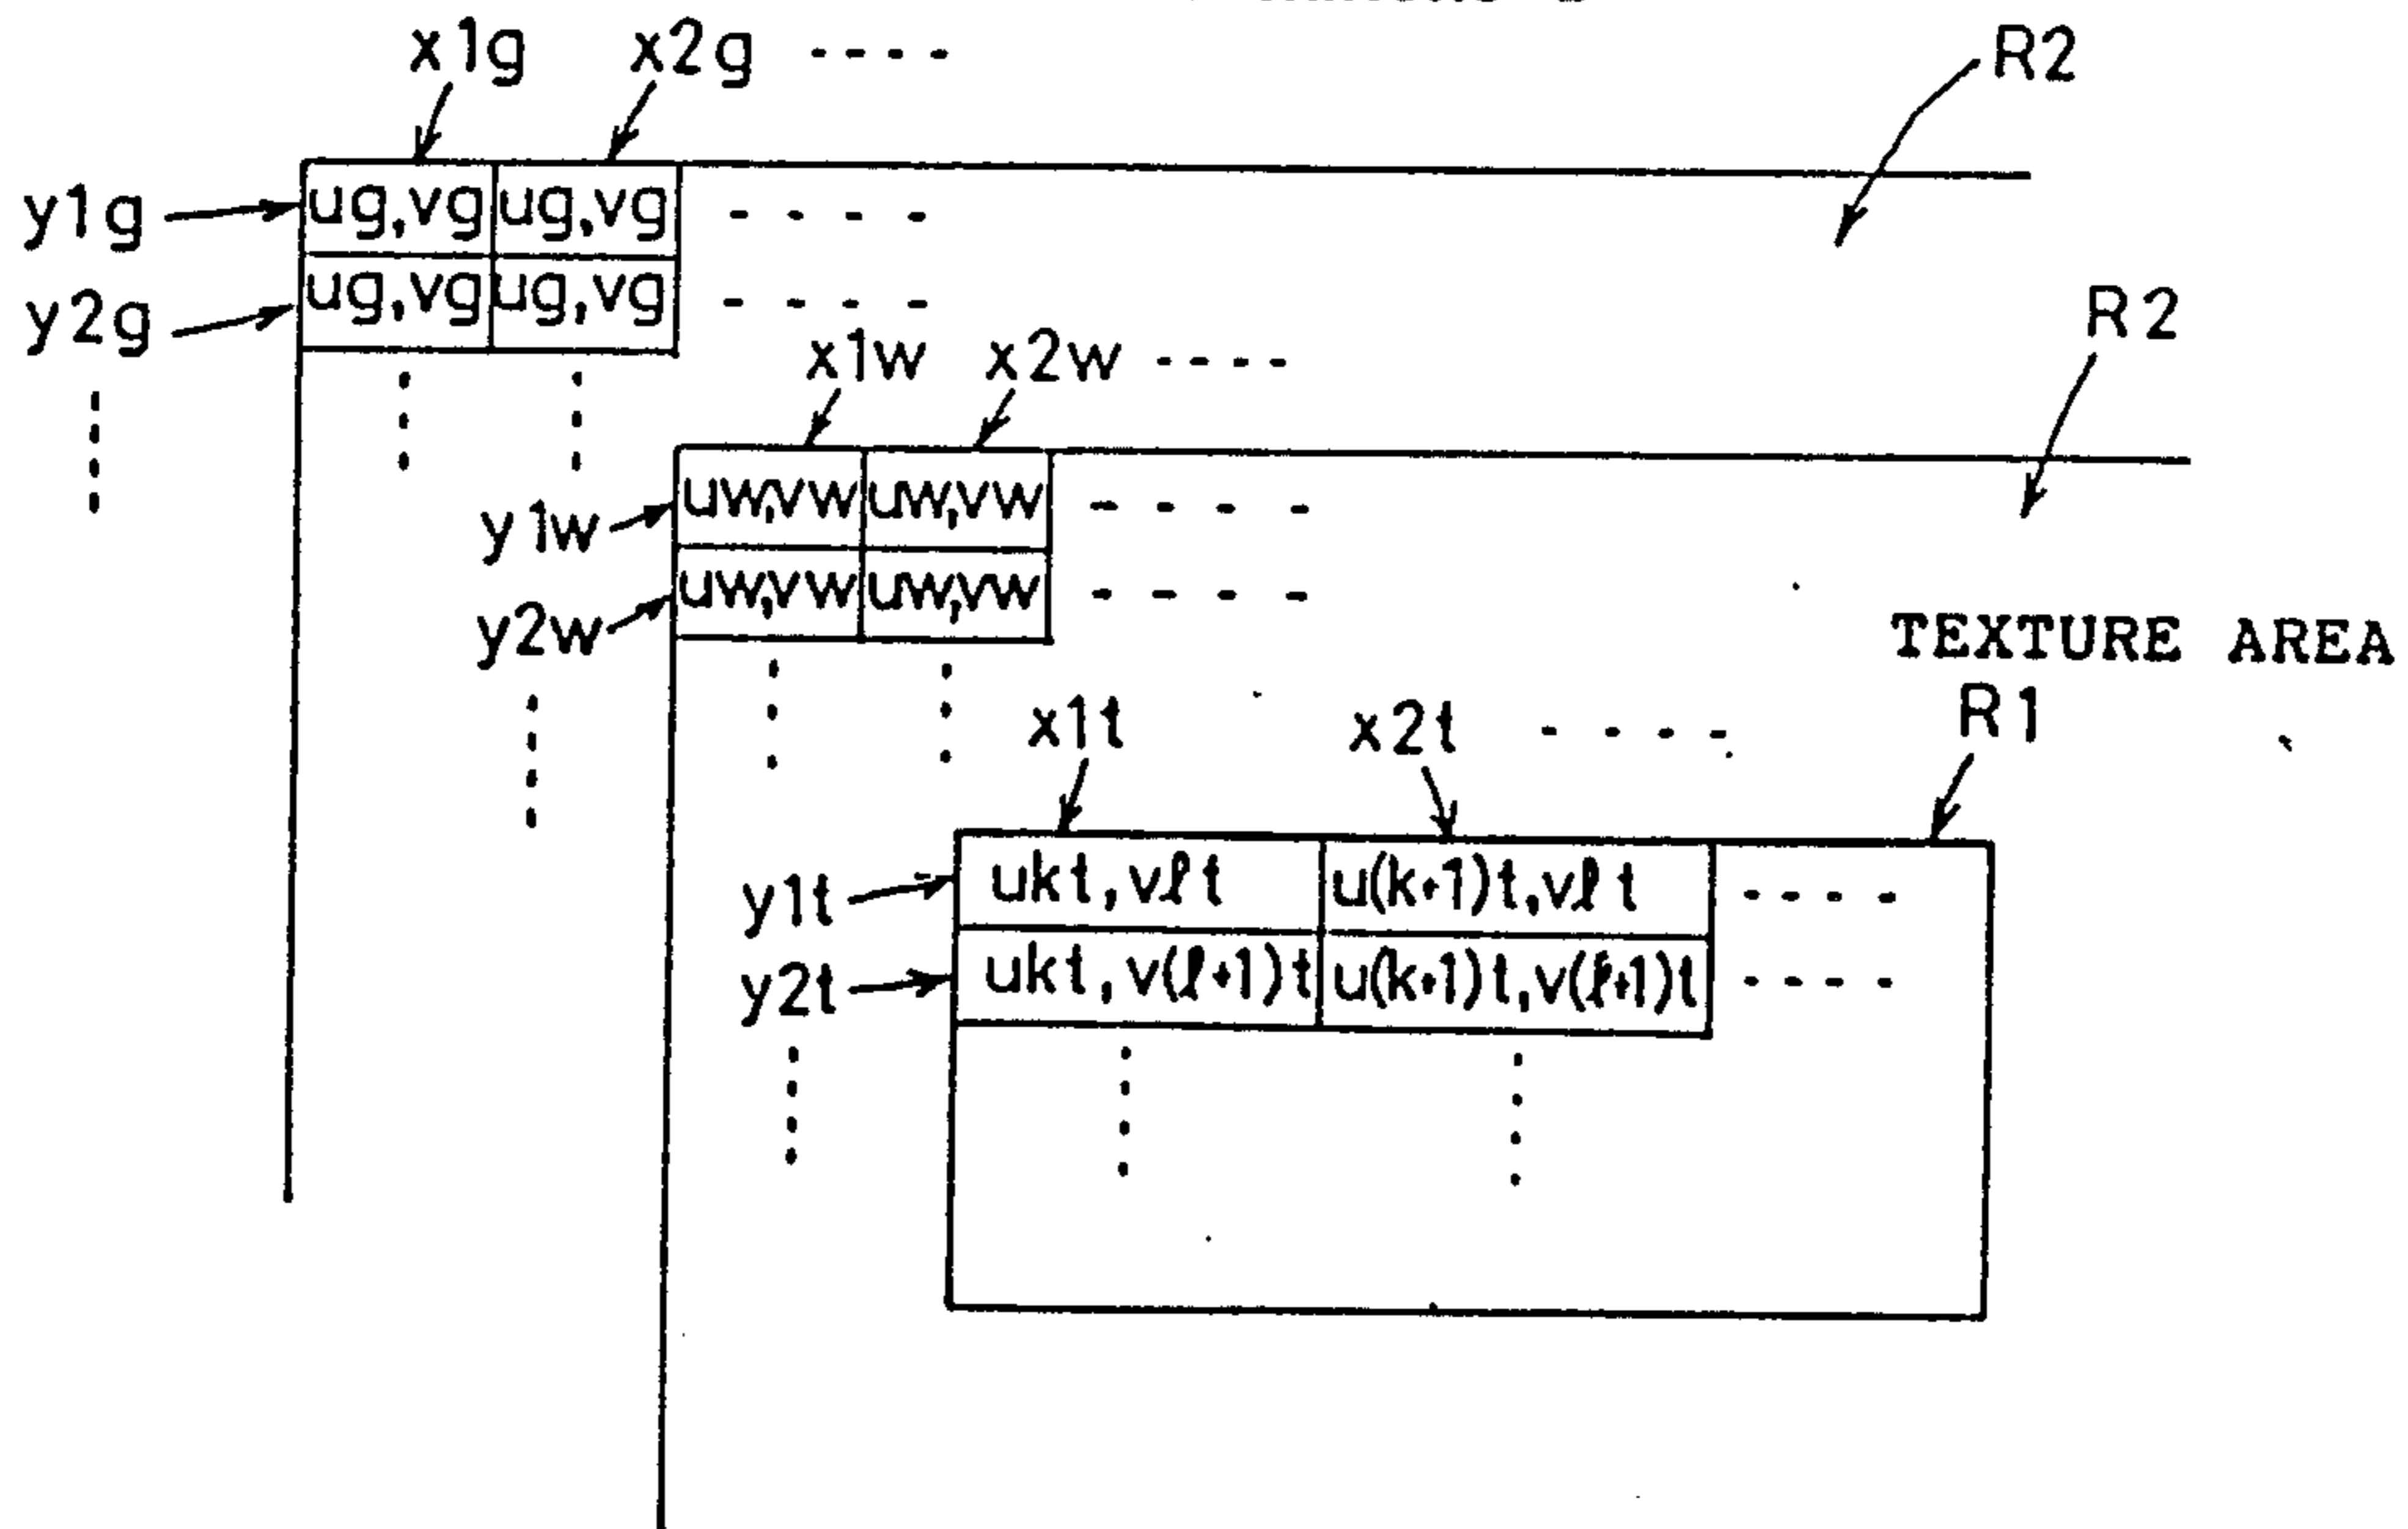 x1g x2g ---- R2
y1g ug,vg ug,vg ----
y2g ug,vg ug,vg ----
R2
x1w x2w ----
y1w uw,vw uw,vw ----
y2w uw,vw uw,vw ----
TEXTURE AREA
x1t x2t ---- R1
y1t ukt,vℓt u(k+1)t,vℓt ----
y2t ukt,v(ℓ+1)t u(k+1)t,v(ℓ+1)t ----